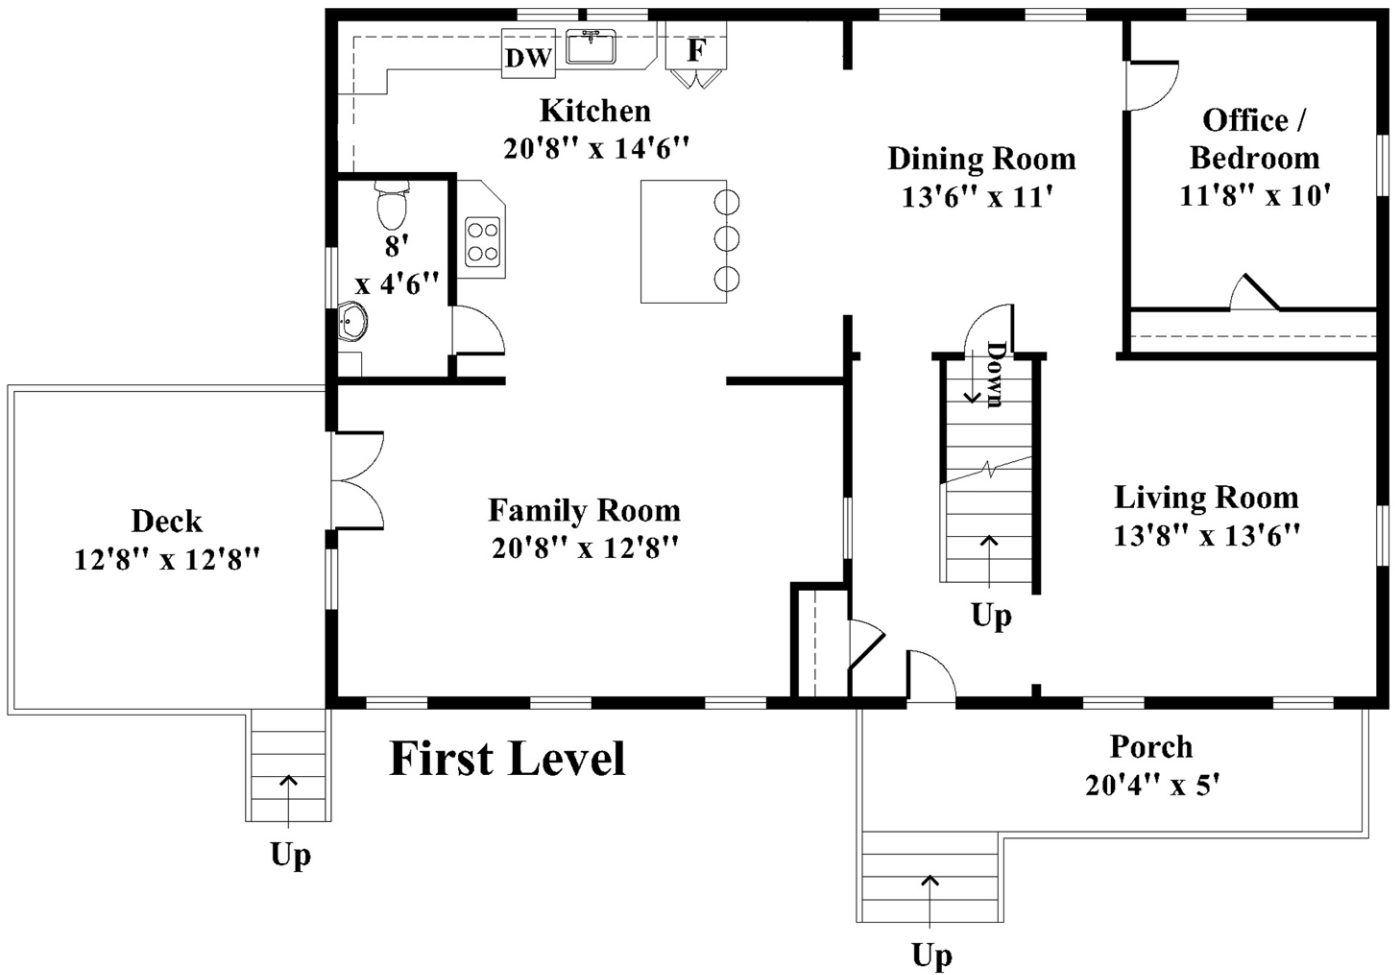 DW
F
Kitchen
20'8" x 14'6"
Dining Room
13'6" x 11'
Office /
Bedroom
11'8" x 10'
8'
x 4'6"
Down
Deck
12'8" x 12'8"
Family Room
20'8" x 12'8"
Living Room
13'8" x 13'6"
Up
First Level
Porch
20'4" x 5'
Up
Up